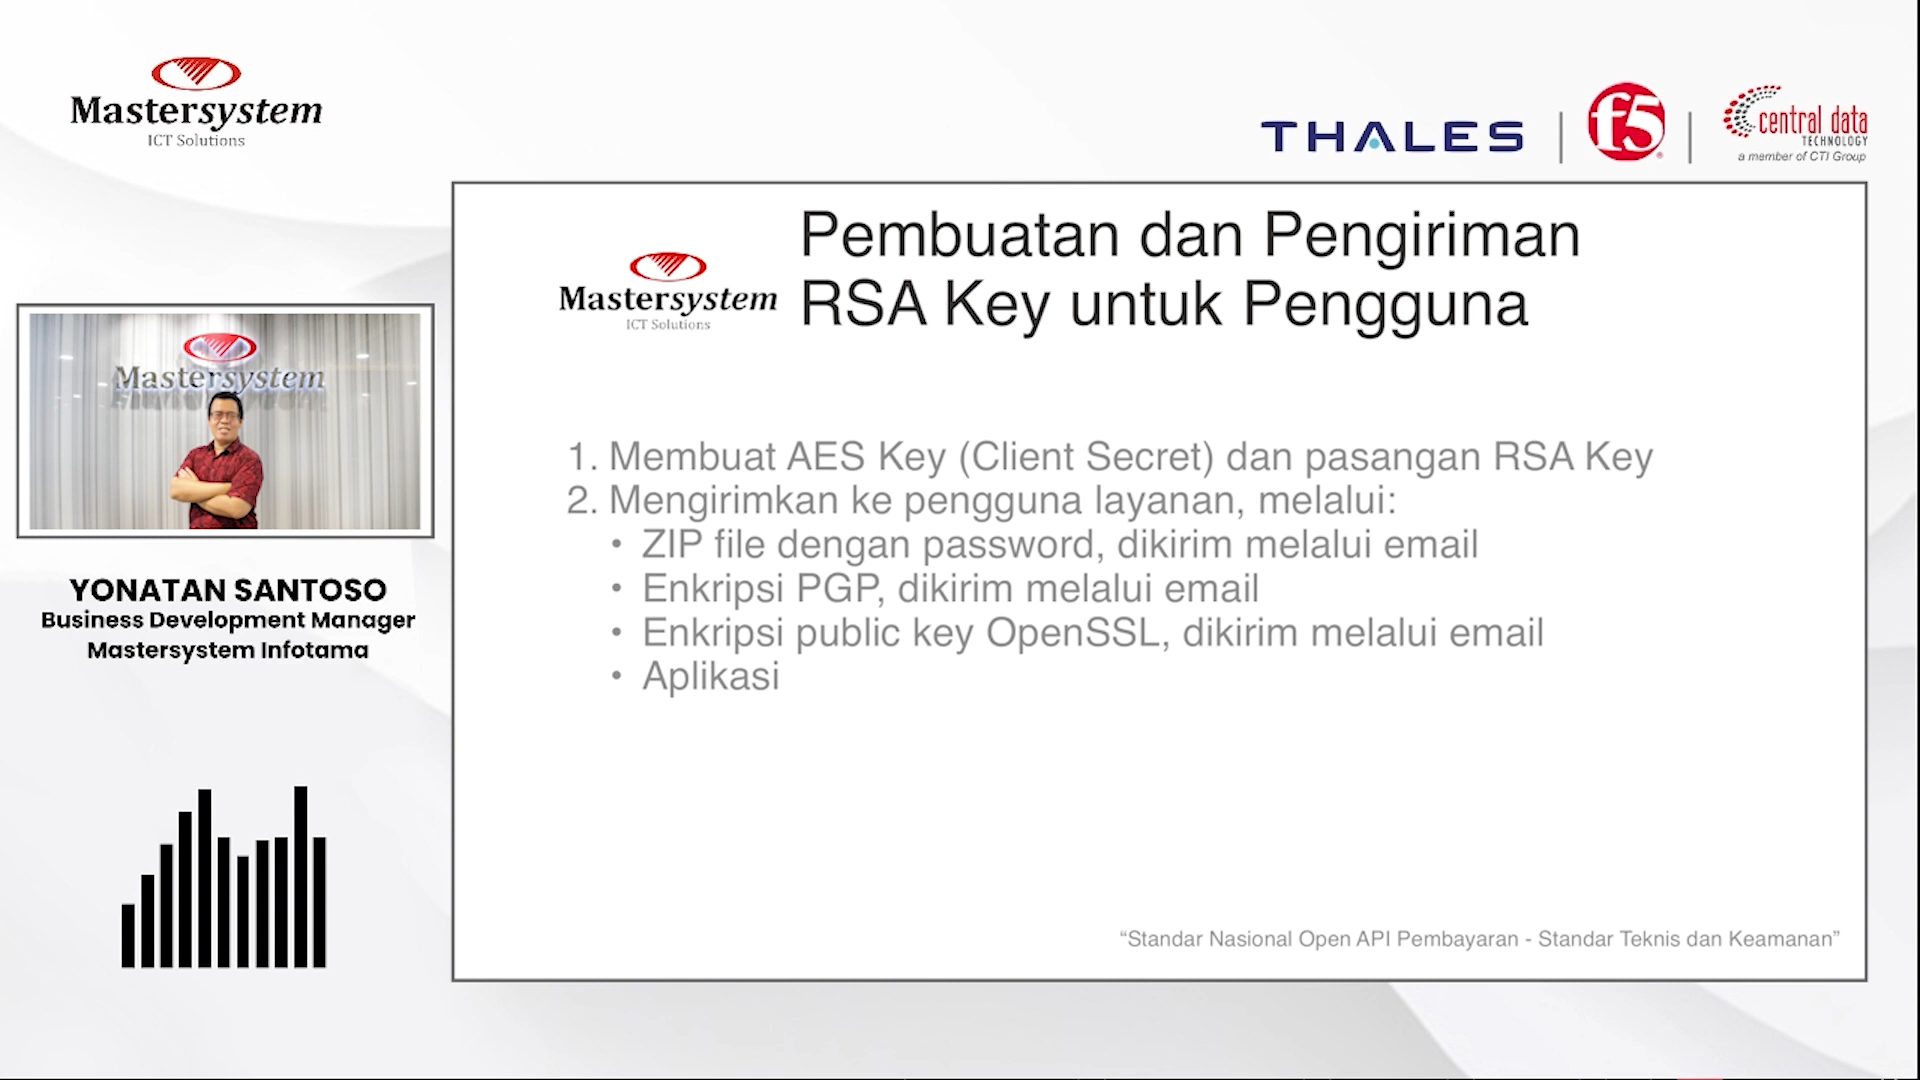 Mastersystem
ICT Solutions
THALES
f5
central data
TECHNOLOGY
a member of CTI Group
Mastersystem
ICT Solutions
Pembuatan dan Pengiriman
RSA Key untuk Pengguna
Mastersystem
YONATAN SANTOSO
Business Development Manager
Mastersystem Infotama
1. Membuat AES Key (Client Secret) dan pasangan RSA Key
2. Mengirimkan ke pengguna layanan, melalui:
• ZIP file dengan password, dikirim melalui email
• Enkripsi PGP, dikirim melalui email
• Enkripsi public key OpenSSL, dikirim melalui email
• Aplikasi
“Standar Nasional Open API Pembayaran - Standar Teknis dan Keamanan”